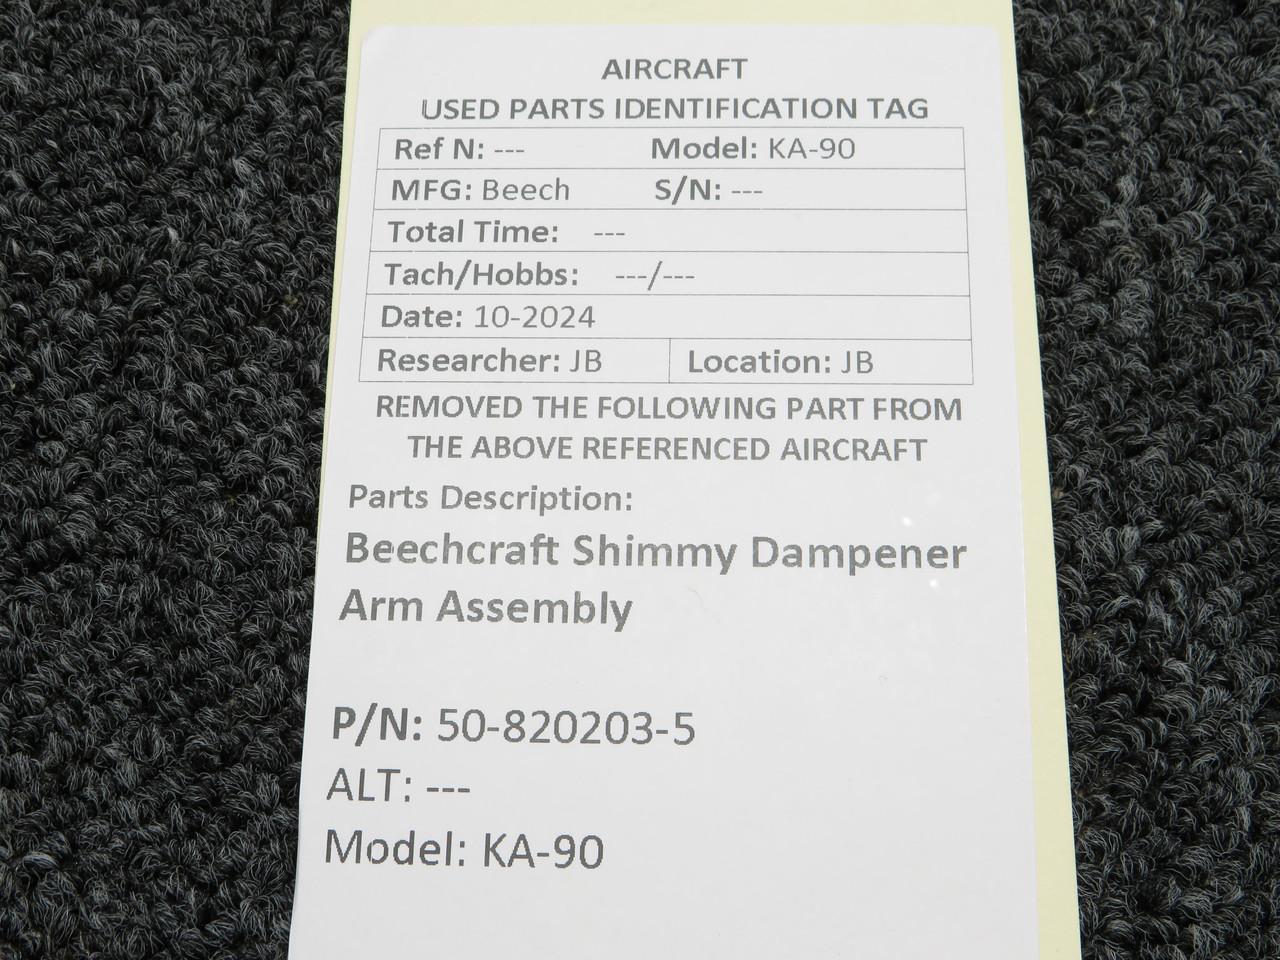 AIRCRAFT
USED PARTS IDENTIFICATION TAG
Ref N: --- Model: KA-90
MFG: Beech S/N: ---
Total Time: ---
Tach/Hobbs: ---/---
Date: 10-2024
Researcher: JB Location: JB
REMOVED THE FOLLOWING PART FROM
THE ABOVE REFERENCED AIRCRAFT
Parts Description:
Beechcraft Shimmy Dampener
Arm Assembly
P/N: 50-820203-5
ALT: ---
Model: KA-90